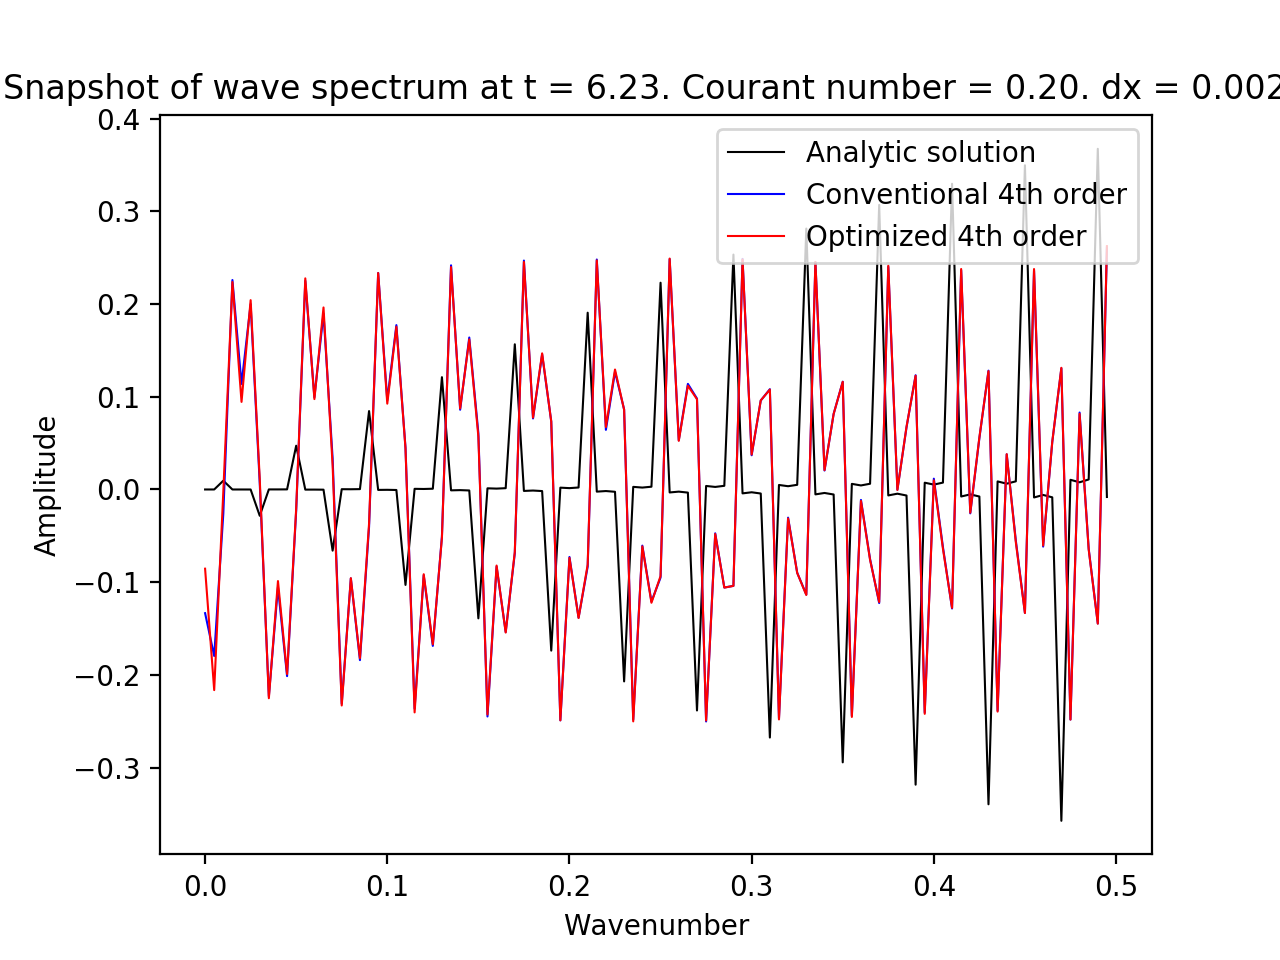 Snapshot of wave spectrum at t = 6.23. Courant number = 0.20. dx = 0.002
Analytic solution
Conventional 4th order
Optimized 4th order
0.4
0.3
0.2
0.1
0.0
−0.1
−0.2
−0.3
Amplitude
0.0 0.1 0.2 0.3 0.4 0.5
Wavenumber